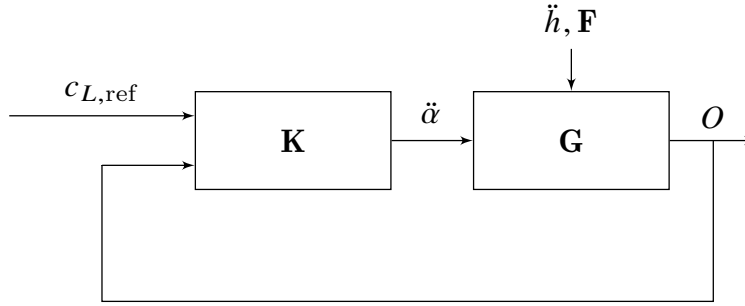 ḧ, F
c_{L,ref}
K
α̈
G
O